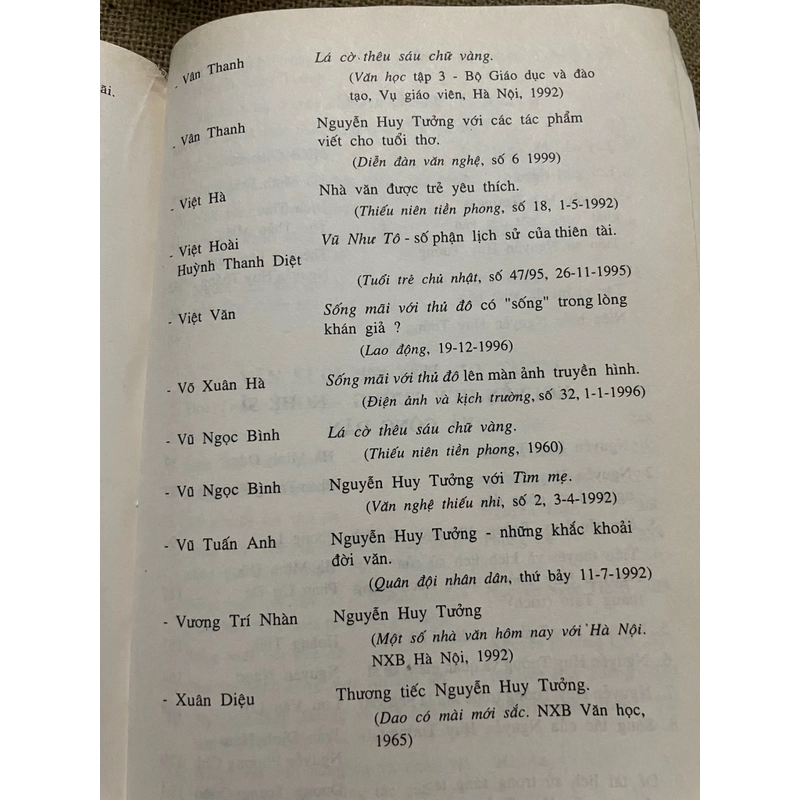 ãi.
- Vân Thanh
Lá cờ thêu sáu chữ vàng.
(Văn học tập 3 - Bộ Giáo dục và đào
tạo, Vụ giáo viên, Hà Nội, 1992)
- Vân Thanh
Nguyễn Huy Tưởng với các tác phẩm
viết cho tuổi thơ.
(Diễn đàn văn nghệ, số 6 1999)
- Việt Hà
Nhà văn được trẻ yêu thích.
(Thiếu niên tiền phong, số 18, 1-5-1992)
- Việt Hoài
Huỳnh Thanh Diệt
Vũ Như Tô - số phận lịch sử của thiên tài.
(Tuổi trẻ chủ nhật, số 47/95, 26-11-1995)
- Việt Văn
Sống mãi với thủ đô có "sống" trong lòng
khán giả ?
(Lao động, 19-12-1996)
- Võ Xuân Hà
Sống mãi với thủ đô lên màn ảnh truyền hình.
(Điện ảnh và kịch trường, số 32, 1-1-1996)
- Vũ Ngọc Bình
Lá cờ thêu sáu chữ vàng.
(Thiếu niên tiền phong, 1960)
- Vũ Ngọc Bình
Nguyễn Huy Tưởng với Tìm mẹ.
(Văn nghệ thiếu nhi, số 2, 3-4-1992)
- Vũ Tuấn Anh
Nguyễn Huy Tưởng - những khắc khoải
đời văn.
(Quân đội nhân dân, thứ bảy 11-7-1992)
- Vương Trí Nhàn
Nguyễn Huy Tưởng
(Một số nhà văn hôm nay với Hà Nội.
NXB Hà Nội, 1992)
- Xuân Diệu
Thương tiếc Nguyễn Huy Tưởng.
(Dao có mài mới sắc. NXB Văn học,
1965)